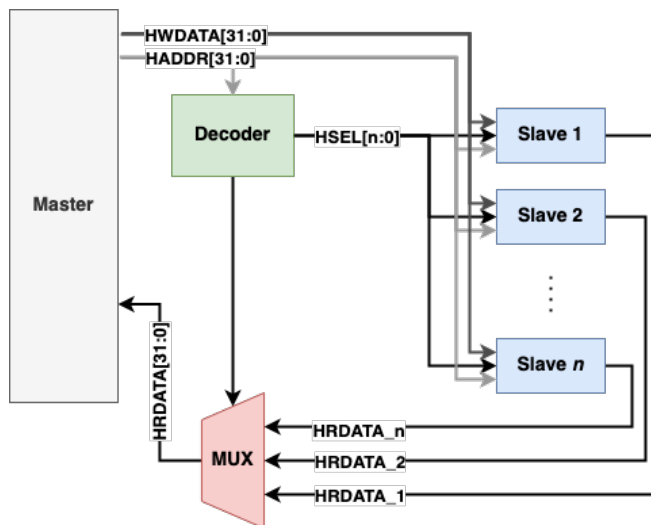 HWDATA[31:0]
HADDR[31:0]
Decoder
HSEL[n:0]
Slave 1
Master
Slave 2
Slave n
HRDATA[31:0]
MUX
HRDATA_n
HRDATA_2
HRDATA_1